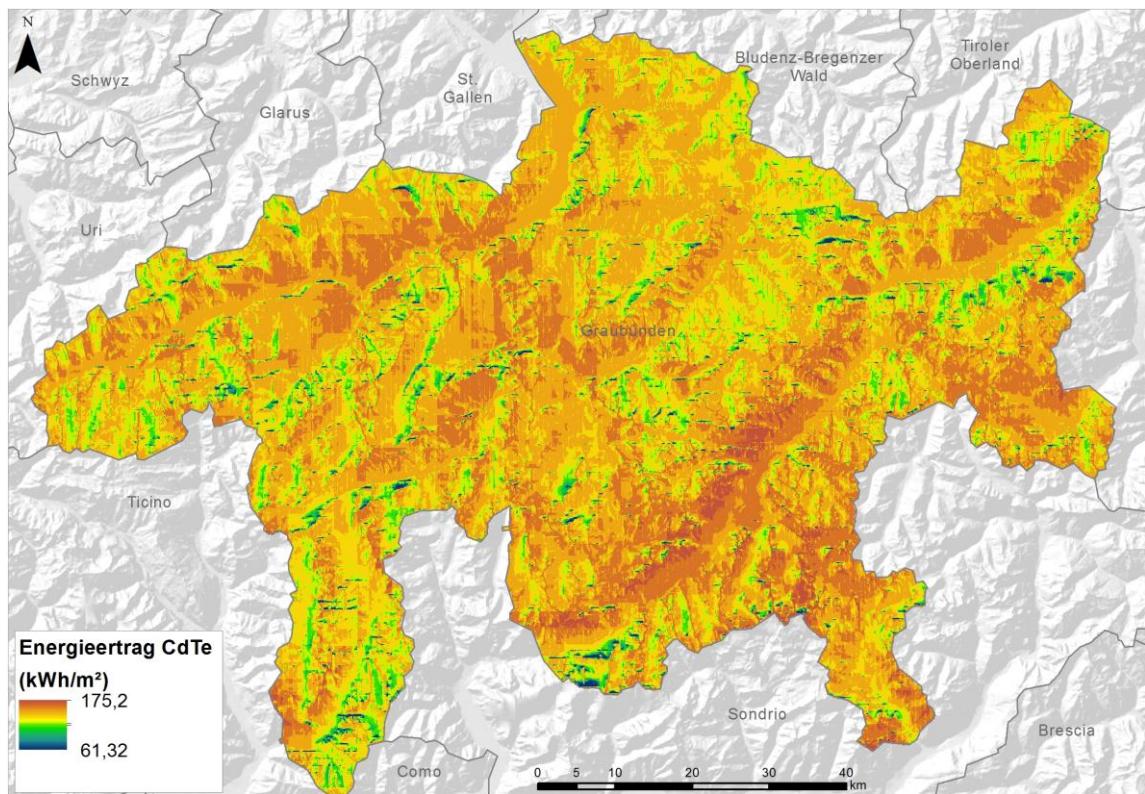 N
Schwyz
Glarus
St.
Gallen
Bludenz-Bregenzer
Wald
Tiroler
Oberland
Uri
Graubünden
Ticino
Sondrio
Como
Brescia
Energieertrag CdTe
(kWh/m²)
175,2
61,32
0 5 10 20 30 40
km